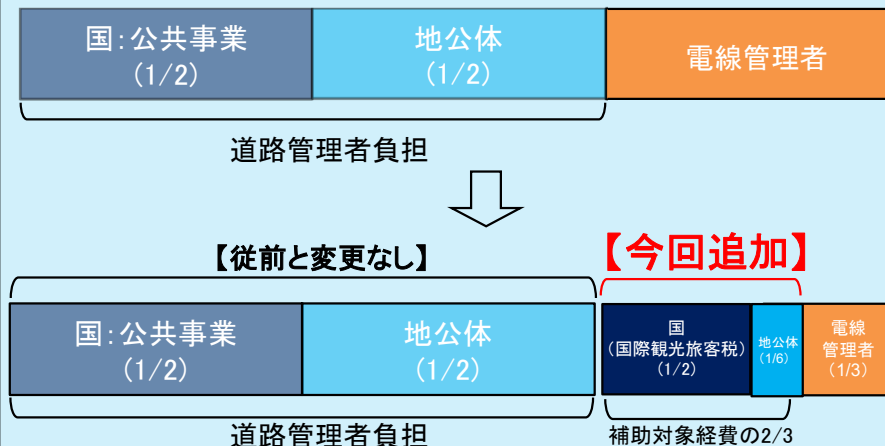 国:公共事業
(1/2)
地公体
(1/2)
電線管理者
道路管理者負担
【従前と変更なし】
【今回追加】
国:公共事業
(1/2)
地公体
(1/2)
国
(国際観光旅客税)
(1/2)
地公体
(1/6)
電線
管理者
(1/3)
道路管理者負担
補助対象経費の2/3